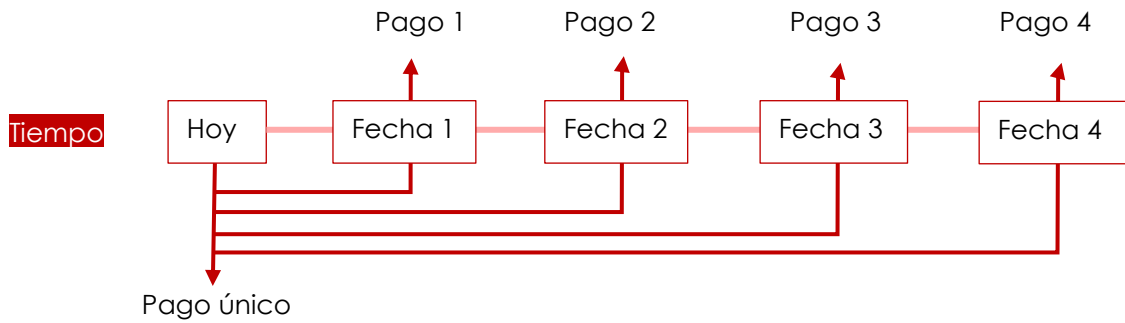 Pago 1
Pago 2
Pago 3
Pago 4
Tiempo
Hoy
Fecha 1
Fecha 2
Fecha 3
Fecha 4
Pago único